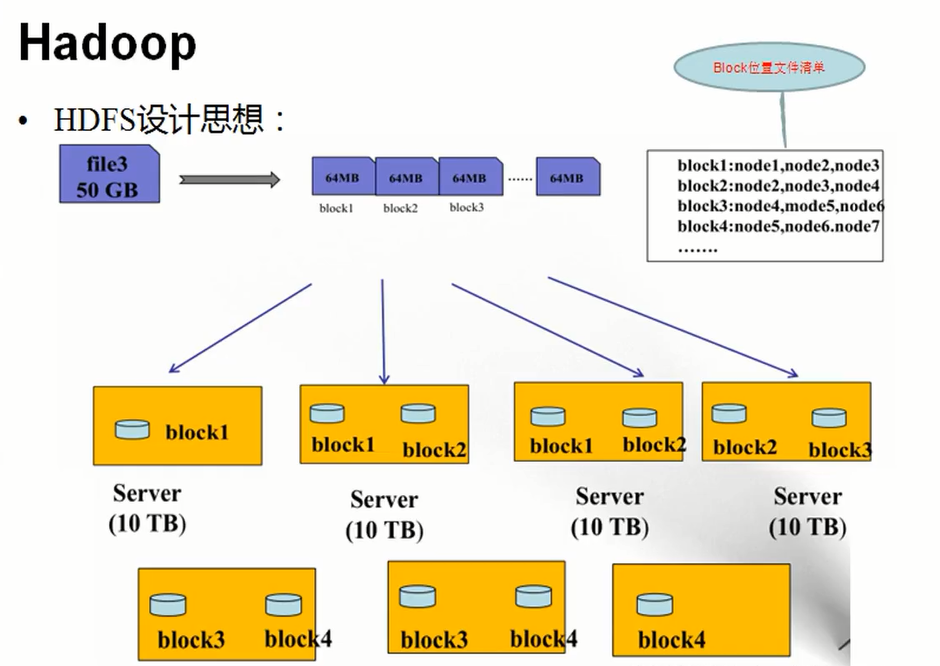 Hadoop
• HDFS设计思想：
Block位置文件清单
file3
50 GB
64MB 64MB 64MB ...... 64MB
block1 block2 block3
block1:node1,node2,node3
block2:node2,node3,node4
block3:node4,mode5,node6
block4:node5,node6.node7
.......
block1
block1 block2
block1 block2
block2 block3
Server
(10 TB)
Server
(10 TB)
Server
(10 TB)
Server
(10 TB)
block3 block4
block3 block4
block4